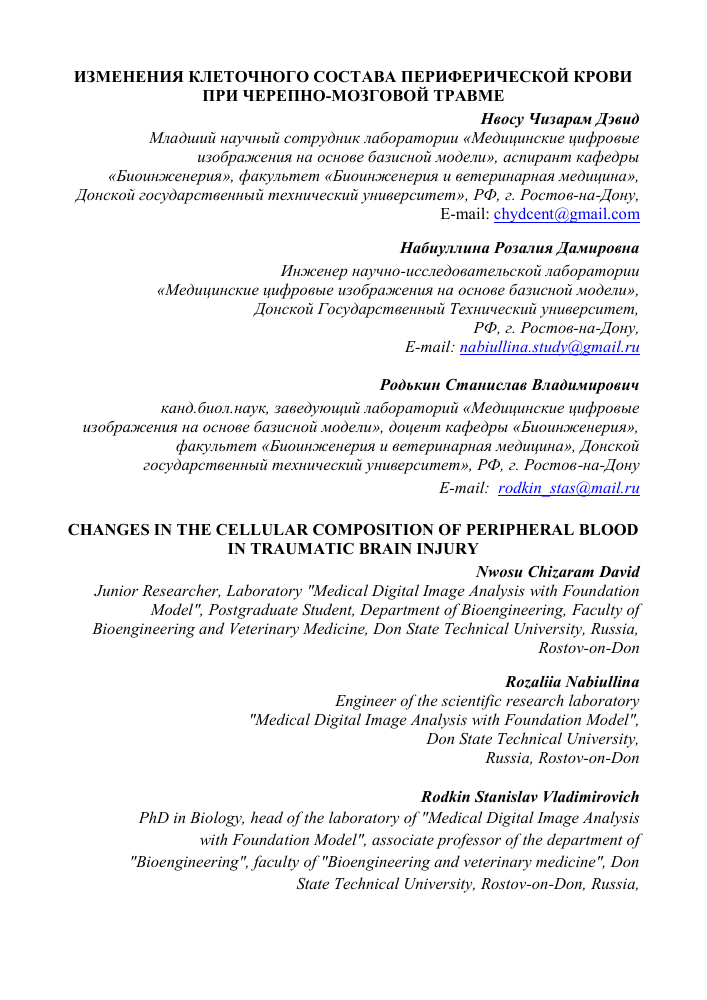 ИЗМЕНЕНИЯ КЛЕТОЧНОГО СОСТАВА ПЕРИФЕРИЧЕСКОЙ КРОВИ
ПРИ ЧЕРЕПНО-МОЗГОВОЙ ТРАВМЕ
Нвосу Чизарам Дэвид
Младший научный сотрудник лаборатории «Медицинские цифровые
изображения на основе базисной модели», аспирант кафедры
«Биоинженерия», факультет «Биоинженерия и ветеринарная медицина»,
Донской государственный технический университет», РФ, г. Ростов-на-Дону,
E-mail: chydcent@gmail.com
Набиуллина Розалия Дамировна
Инженер научно-исследовательской лаборатории
«Медицинские цифровые изображения на основе базисной модели»,
Донской Государственный Технический университет,
РФ, г. Ростов-на-Дону,
E-mail: nabiullina.study@gmail.ru
Родькин Станислав Владимирович
канд.биол.наук, заведующий лабораторий «Медицинские цифровые
изображения на основе базисной модели», доцент кафедры «Биоинженерия»,
факультет «Биоинженерия и ветеринарная медицина», Донской
государственный технический университет», РФ, г. Ростов-на-Дону
E-mail: rodkin_stas@mail.ru
CHANGES IN THE CELLULAR COMPOSITION OF PERIPHERAL BLOOD
IN TRAUMATIC BRAIN INJURY
Nwosu Chizaram David
Junior Researcher, Laboratory "Medical Digital Image Analysis with Foundation
Model", Postgraduate Student, Department of Bioengineering, Faculty of
Bioengineering and Veterinary Medicine, Don State Technical University, Russia,
Rostov-on-Don
Rozaliia Nabiullina
Engineer of the scientific research laboratory
"Medical Digital Image Analysis with Foundation Model",
Don State Technical University,
Russia, Rostov-on-Don
Rodkin Stanislav Vladimirovich
PhD in Biology, head of the laboratory of "Medical Digital Image Analysis
with Foundation Model", associate professor of the department of
"Bioengineering", faculty of "Bioengineering and veterinary medicine", Don
State Technical University, Rostov-on-Don, Russia,